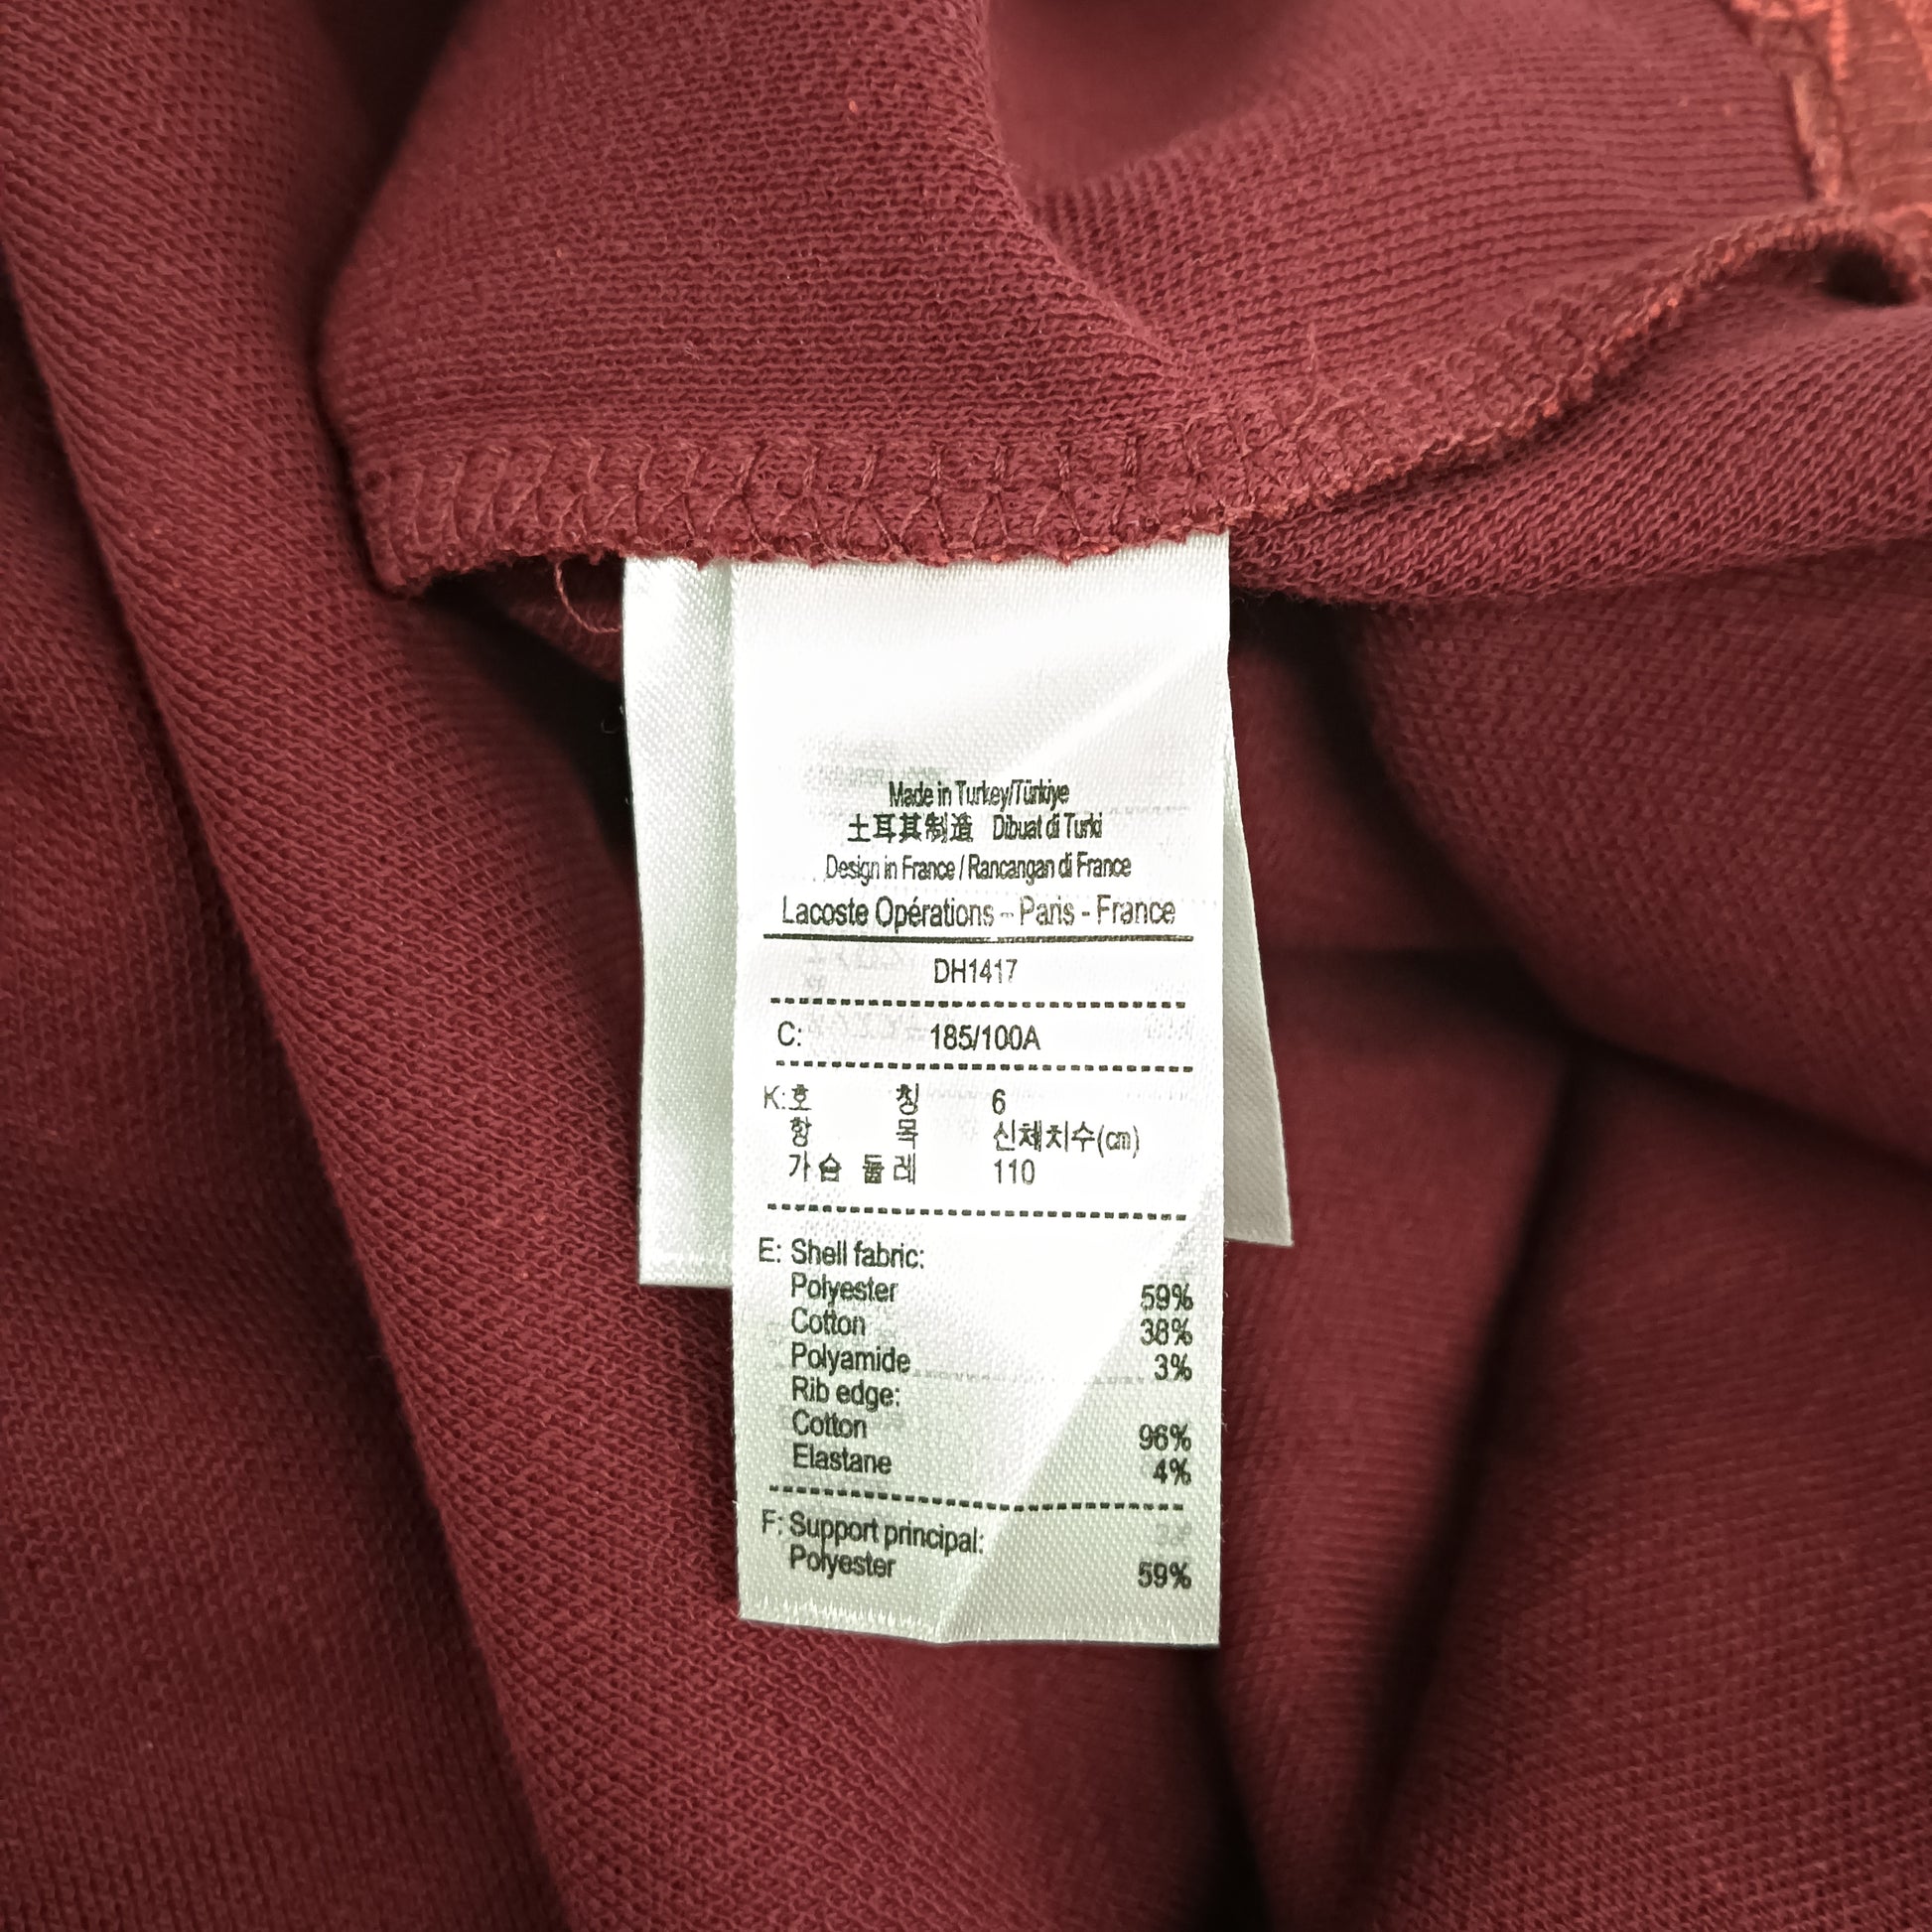 Made in Turkey/Türkiye
土耳其制造 Dibuat di Turki
Design in France / Rancangan di France
Lacoste Opérations - Paris - France
DH1417
C: 185/100A
K: 호 칭 6
항 목 신체치수(cm)
가슴 둘레 110
E: Shell fabric:
Polyester 59%
Cotton 38%
Polyamide 3%
Rib edge:
Cotton 96%
Elastane 4%
F: Support principal:
Polyester 59%